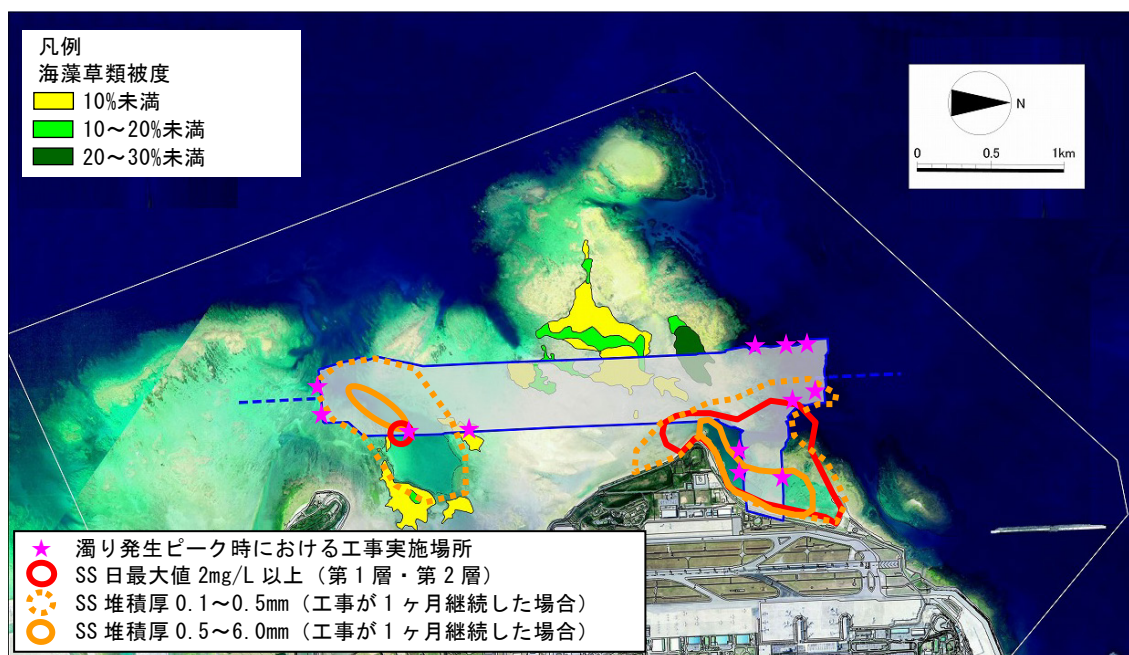 凡例
海藻草類被度
10%未満
10～20%未満
20～30%未満
N
0 0.5 1km
濁り発生ピーク時における工事実施場所
SS 日最大値 2mg/L 以上（第1層・第2層）
SS 堆積厚 0.1～0.5mm（工事が1ヶ月継続した場合）
SS 堆積厚 0.5～6.0mm（工事が1ヶ月継続した場合）